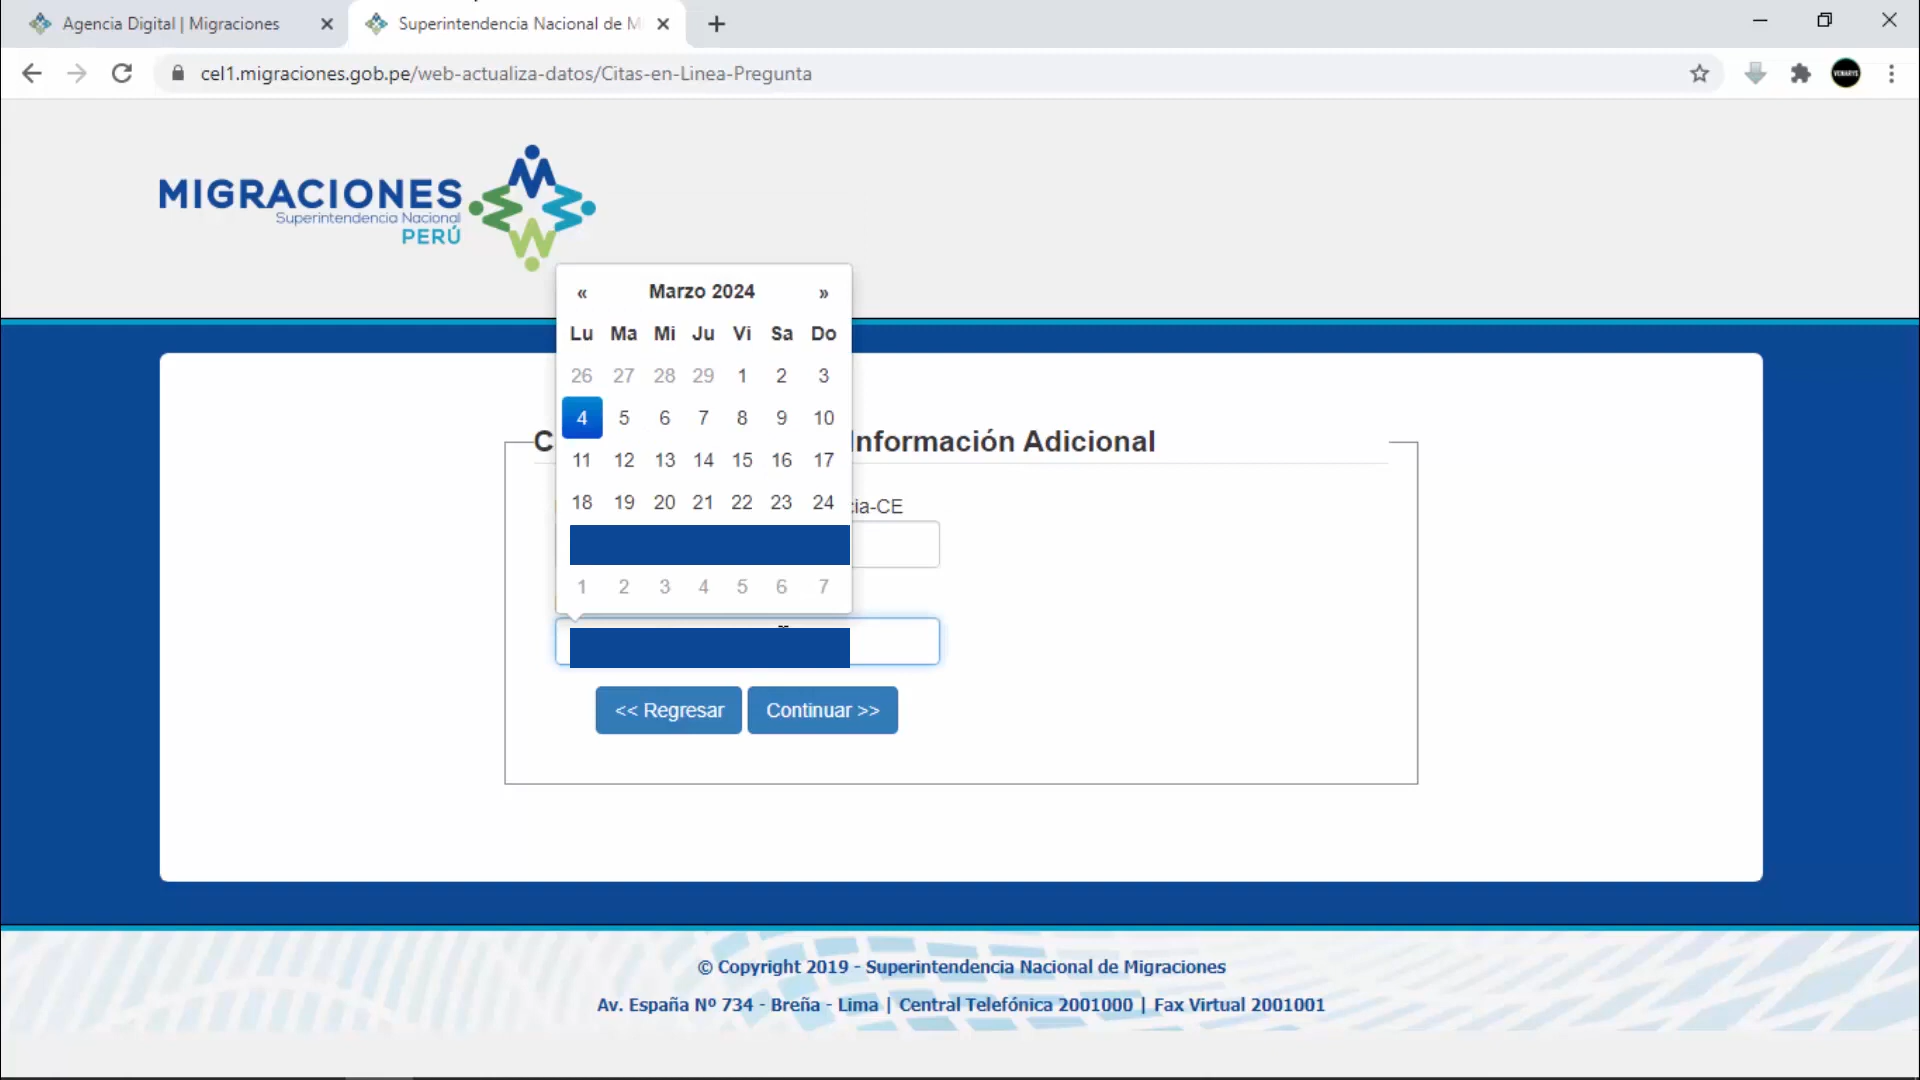 Agencia Digital | Migraciones
Superintendencia Nacional de M
cel1.migraciones.gob.pe/web-actualiza-datos/Citas-en-Linea-Pregunta
MIGRACIONES
Superintendencia Nacional
PERÚ
« Marzo 2024 »
Lu Ma Mi Ju Vi Sa Do
26 27 28 29 1 2 3
4 5 6 7 8 9 10
C Información Adicional
11 12 13 14 15 16 17
18 19 20 21 22 23 24
cia-CE
1 2 3 4 5 6 7
<< Regresar Continuar >>
© Copyright 2019 - Superintendencia Nacional de Migraciones
Av. España Nº 734 - Breña - Lima | Central Telefónica 2001000 | Fax Virtual 2001001